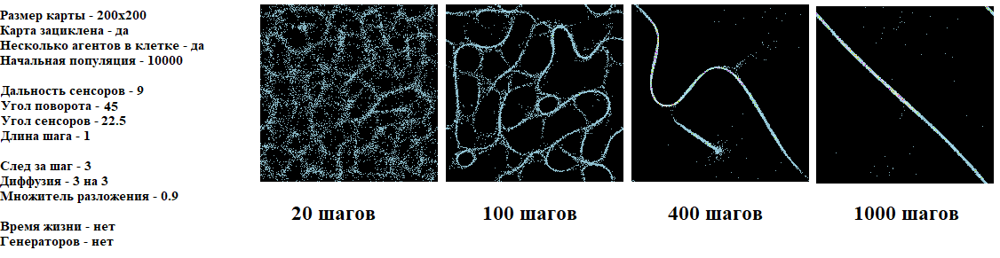 Размер карты - 200x200
Карта зациклена - да
Несколько агентов в клетке - да
Начальная популяция - 10000
Дальность сенсоров - 9
Угол поворота - 45
Угол сенсоров - 22.5
Длина шага - 1
След за шаг - 3
Диффузия - 3 на 3
Множитель разложения - 0.9
Время жизни - нет
Генераторов - нет
20 шагов
100 шагов
400 шагов
1000 шагов